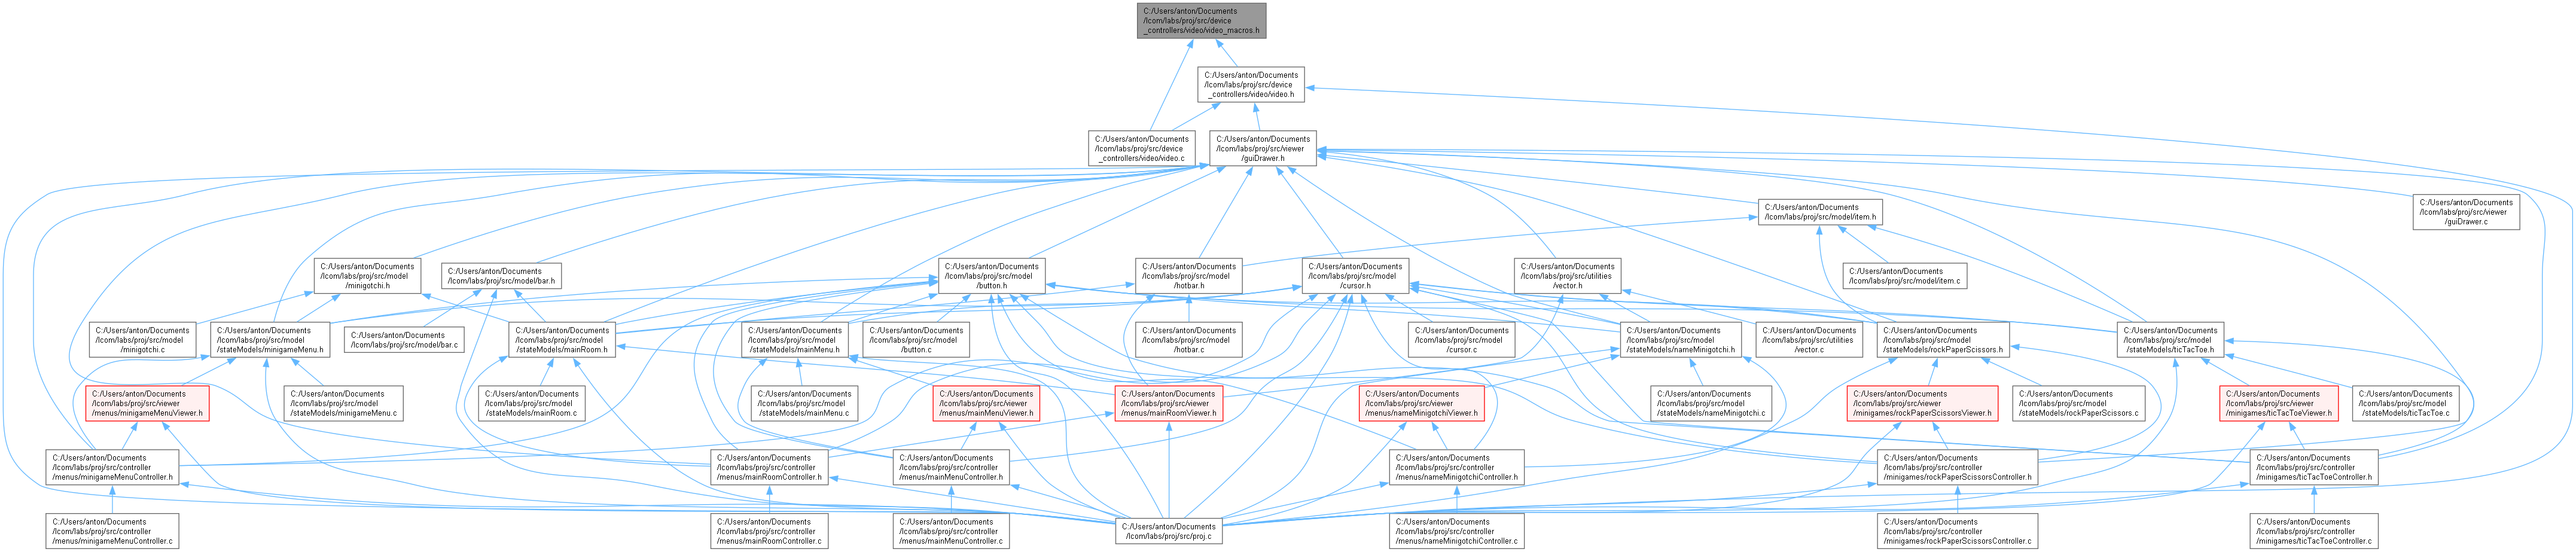 C:/Users/anton/Documents
/lcom/labs/proj/src/device
_controllers/video/video_macros.h
C:/Users/anton/Documents
/lcom/labs/proj/src/device
_controllers/video/video.h
C:/Users/anton/Documents
/lcom/labs/proj/src/device
_controllers/video/video.c
C:/Users/anton/Documents
/lcom/labs/proj/src/viewer
/guiDrawer.h
C:/Users/anton/Documents
/lcom/labs/proj/src/model/item.h
C:/Users/anton/Documents
/lcom/labs/proj/src/viewer
/guiDrawer.c
C:/Users/anton/Documents
/lcom/labs/proj/src/model
/minigotchi.h
C:/Users/anton/Documents
/lcom/labs/proj/src/model/bar.h
C:/Users/anton/Documents
/lcom/labs/proj/src/model
/button.h
C:/Users/anton/Documents
/lcom/labs/proj/src/model
/hotbar.h
C:/Users/anton/Documents
/lcom/labs/proj/src/model
/cursor.h
C:/Users/anton/Documents
/lcom/labs/proj/src/utilities
/vector.h
C:/Users/anton/Documents
/lcom/labs/proj/src/model/item.c
C:/Users/anton/Documents
/lcom/labs/proj/src/model
/minigotchi.c
C:/Users/anton/Documents
/lcom/labs/proj/src/model
/stateModels/minigameMenu.h
C:/Users/anton/Documents
/lcom/labs/proj/src/model/bar.c
C:/Users/anton/Documents
/lcom/labs/proj/src/model
/stateModels/mainRoom.h
C:/Users/anton/Documents
/lcom/labs/proj/src/model
/stateModels/mainMenu.h
C:/Users/anton/Documents
/lcom/labs/proj/src/model
/button.c
C:/Users/anton/Documents
/lcom/labs/proj/src/model
/hotbar.c
C:/Users/anton/Documents
/lcom/labs/proj/src/model
/cursor.c
C:/Users/anton/Documents
/lcom/labs/proj/src/model
/stateModels/nameMinigotchi.h
C:/Users/anton/Documents
/lcom/labs/proj/src/utilities
/vector.c
C:/Users/anton/Documents
/lcom/labs/proj/src/model
/stateModels/rockPaperScissors.h
C:/Users/anton/Documents
/lcom/labs/proj/src/model
/stateModels/ticTacToe.h
C:/Users/anton/Documents
/lcom/labs/proj/src/viewer
/menus/minigameMenuViewer.h
C:/Users/anton/Documents
/lcom/labs/proj/src/model
/stateModels/minigameMenu.c
C:/Users/anton/Documents
/lcom/labs/proj/src/model
/stateModels/mainRoom.c
C:/Users/anton/Documents
/lcom/labs/proj/src/model
/stateModels/mainMenu.c
C:/Users/anton/Documents
/lcom/labs/proj/src/viewer
/menus/mainMenuViewer.h
C:/Users/anton/Documents
/lcom/labs/proj/src/viewer
/menus/mainRoomViewer.h
C:/Users/anton/Documents
/lcom/labs/proj/src/viewer
/menus/nameMinigotchiViewer.h
C:/Users/anton/Documents
/lcom/labs/proj/src/model
/stateModels/nameMinigotchi.c
C:/Users/anton/Documents
/lcom/labs/proj/src/viewer
/minigames/rockPaperScissorsViewer.h
C:/Users/anton/Documents
/lcom/labs/proj/src/model
/stateModels/rockPaperScissors.c
C:/Users/anton/Documents
/lcom/labs/proj/src/viewer
/minigames/ticTacToeViewer.h
C:/Users/anton/Documents
/lcom/labs/proj/src/model
/stateModels/ticTacToe.c
C:/Users/anton/Documents
/lcom/labs/proj/src/controller
/menus/minigameMenuController.h
C:/Users/anton/Documents
/lcom/labs/proj/src/controller
/menus/mainRoomController.h
C:/Users/anton/Documents
/lcom/labs/proj/src/controller
/menus/mainMenuController.h
C:/Users/anton/Documents
/lcom/labs/proj/src/controller
/menus/nameMinigotchiController.h
C:/Users/anton/Documents
/lcom/labs/proj/src/controller
/minigames/rockPaperScissorsController.h
C:/Users/anton/Documents
/lcom/labs/proj/src/controller
/minigames/ticTacToeController.h
C:/Users/anton/Documents
/lcom/labs/proj/src/controller
/menus/minigameMenuController.c
C:/Users/anton/Documents
/lcom/labs/proj/src/controller
/menus/mainRoomController.c
C:/Users/anton/Documents
/lcom/labs/proj/src/controller
/menus/mainMenuController.c
C:/Users/anton/Documents
/lcom/labs/proj/src/proj.c
C:/Users/anton/Documents
/lcom/labs/proj/src/controller
/menus/nameMinigotchiController.c
C:/Users/anton/Documents
/lcom/labs/proj/src/controller
/minigames/rockPaperScissorsController.c
C:/Users/anton/Documents
/lcom/labs/proj/src/controller
/minigames/ticTacToeController.c